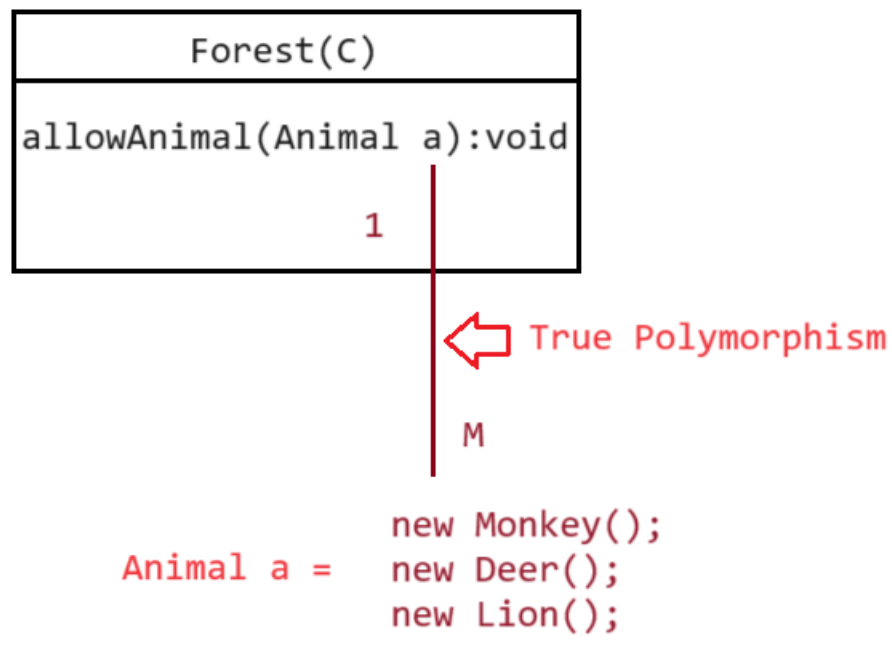 Forest(C)
allowAnimal(Animal a):void
1
True Polymorphism
M
new Monkey();
Animal a = new Deer();
new Lion();